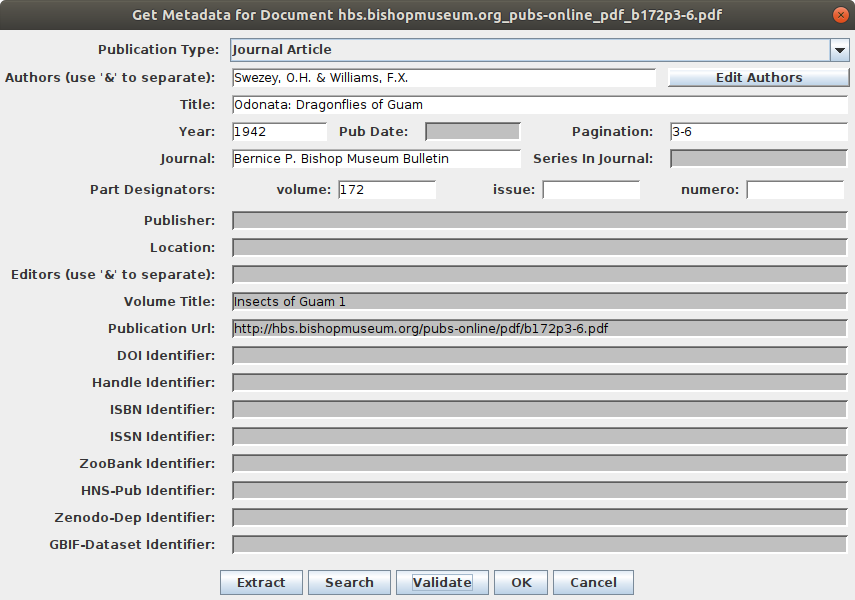 Get Metadata for Document hbs.bishopmuseum.org_pubs-online_pdf_b172p3-6.pdf
Publication Type: Journal Article
Authors (use '&' to separate): Swezey, O.H. & Williams, F.X. Edit Authors
Title: Odonata: Dragonflies of Guam
Year: 1942 Pub Date: Pagination: 3-6
Journal: Bernice P. Bishop Museum Bulletin Series In Journal:
Part Designators: volume: 172 issue: numero:
Publisher:
Location:
Editors (use '&' to separate):
Volume Title: Insects of Guam 1
Publication Url: http://hbs.bishopmuseum.org/pubs-online/pdf/b172p3-6.pdf
DOI Identifier:
Handle Identifier:
ISBN Identifier:
ISSN Identifier:
ZooBank Identifier:
HNS-Pub Identifier:
Zenodo-Dep Identifier:
GBIF-Dataset Identifier:
Extract Search Validate OK Cancel